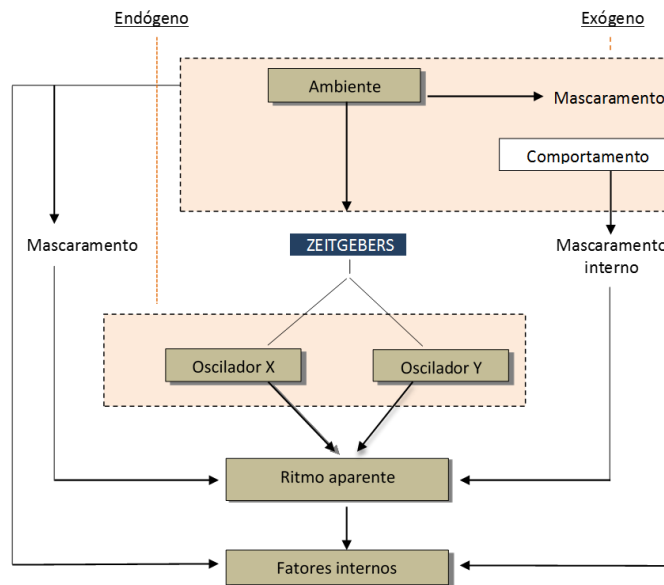 Endógeno
Exógeno
Ambiente
Mascaramento
Comportamento
Mascaramento
ZEITGEBERS
Mascaramento
interno
Oscilador X
Oscilador Y
Ritmo aparente
Fatores internos